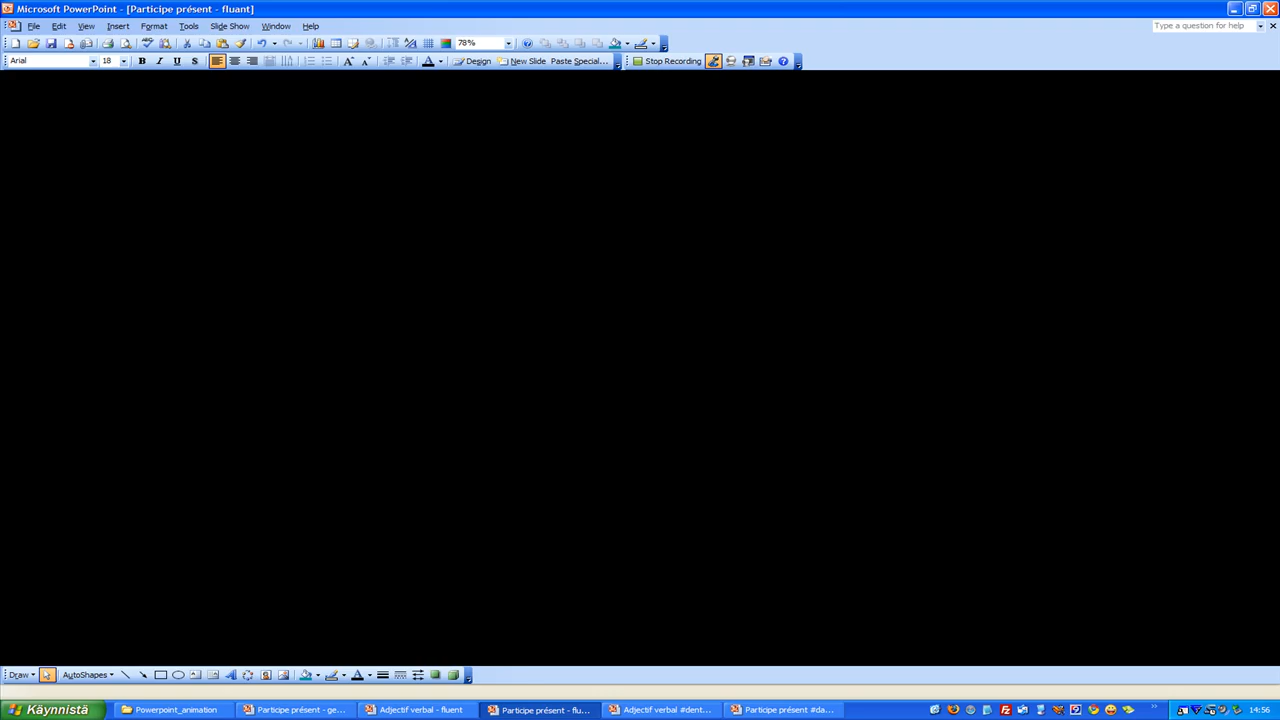 Microsoft PowerPoint - [Participe présent - fluant]
File Edit View Insert Format Tools Slide Show Window Help
Type a question for help
78%
Arial 18 B I U S A A A Design New Slide Paste Special... Stop Recording
Draw AutoShapes A
Käynnistä Powerpoint_animation Participe présent - ge... Adjectif verbal - fluent Participe présent - flu... Adjectif verbal #dent... Participe présent #da... 14:56